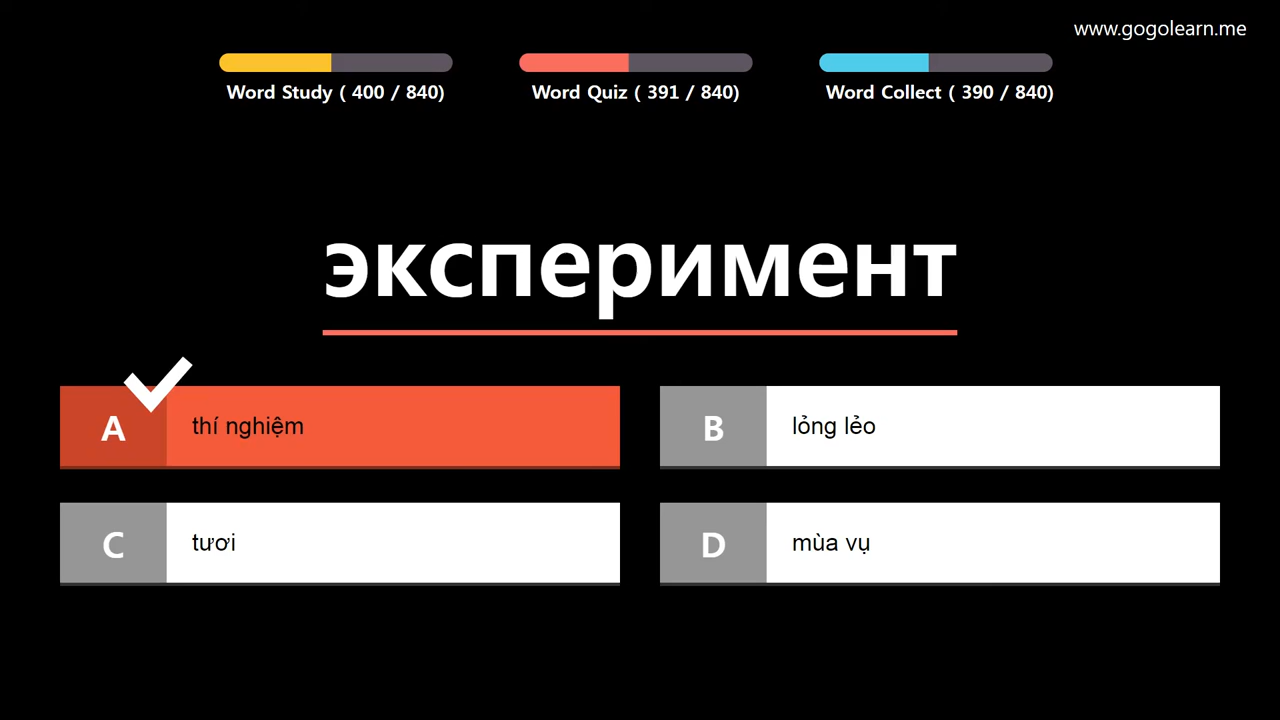 www.gogolearn.me
Word Study ( 400 / 840)
Word Quiz ( 391 / 840)
Word Collect ( 390 / 840)
эксперимент
A
thí nghiệm
B
lỏng lẻo
C
tươi
D
mùa vụ